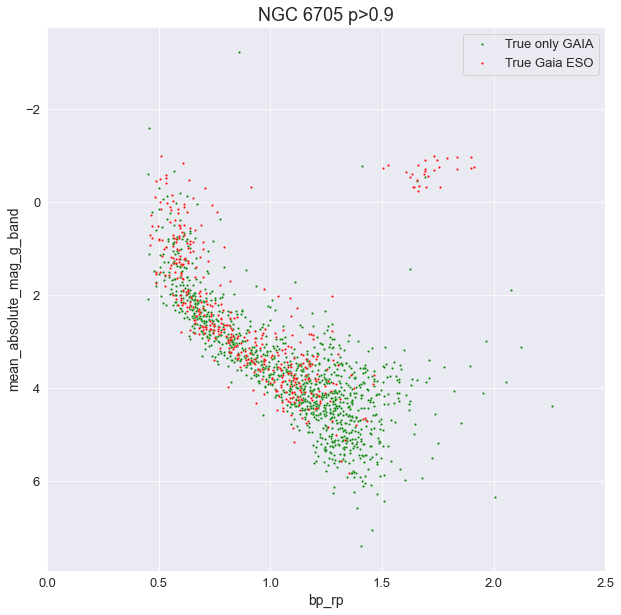 NGC 6705 p>0.9
True only GAIA
True Gaia ESO
mean_absolute_mag_g_band
−2
0
2
4
6
0.0 0.5 1.0 1.5 2.0 2.5
bp_rp